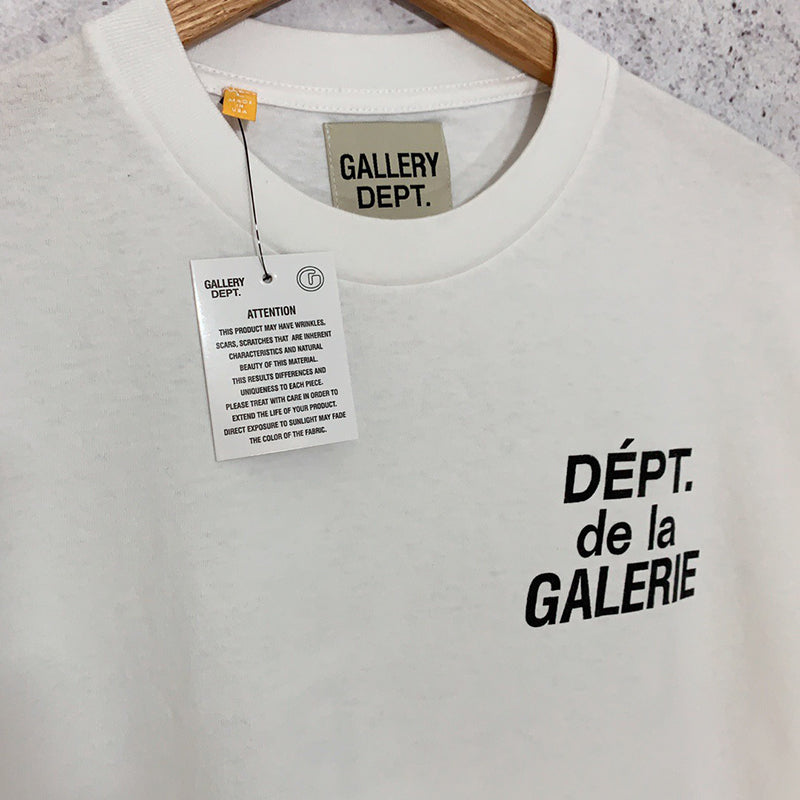 MADE
IN
USA
GALLERY
DEPT.
GALLERY
DEPT.
ATTENTION
THIS PRODUCT MAY HAVE WRINKLES,
SCARS, SCRATCHES THAT ARE INHERENT
CHARACTERISTICS AND NATURAL
BEAUTY OF THIS MATERIAL.
THIS RESULTS DIFFERENCES AND
UNIQUENESS TO EACH PIECE.
PLEASE TREAT WITH CARE IN ORDER TO
EXTEND THE LIFE OF YOUR PRODUCT.
DIRECT EXPOSURE TO SUNLIGHT MAY FADE
THE COLOR OF THE FABRIC.
DÉPT.
de la
GALERIE